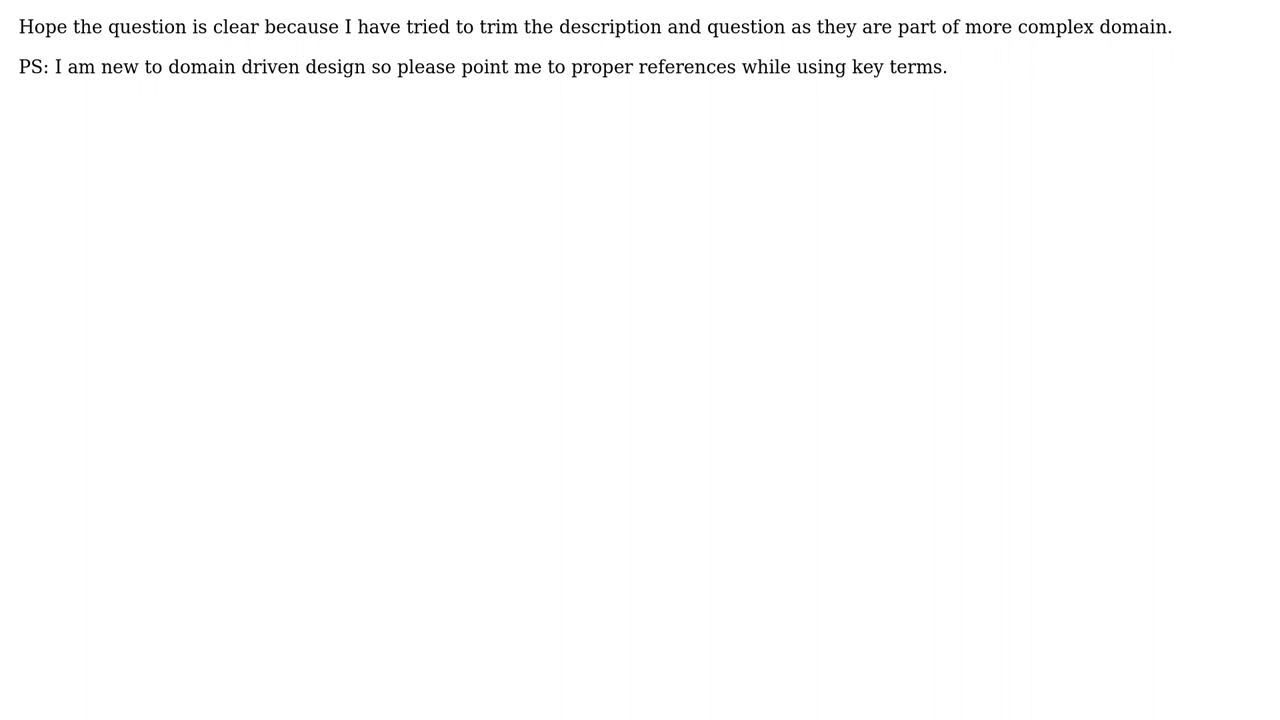 Hope the question is clear because I have tried to trim the description and question as they are part of more complex domain.
PS: I am new to domain driven design so please point me to proper references while using key terms.